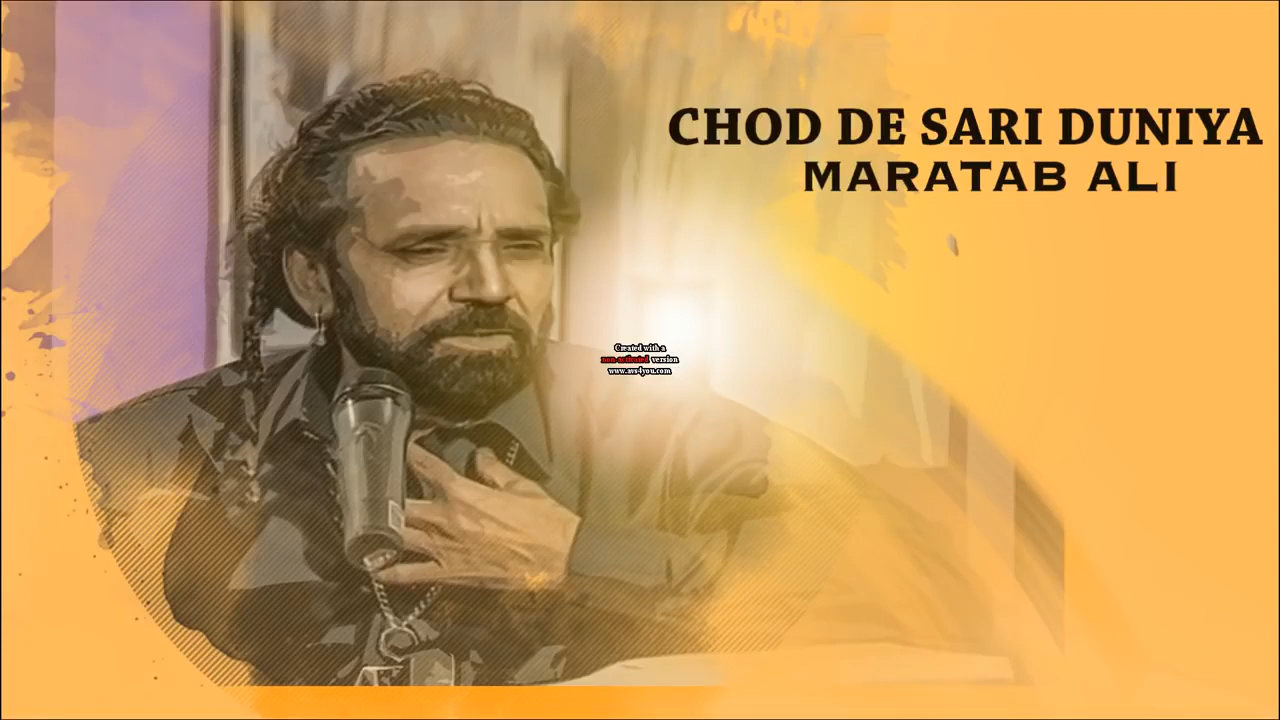 CHOD DE SARI DUNIYA
MARATAB ALI
Created with a
non-activated version
www.avs4you.com